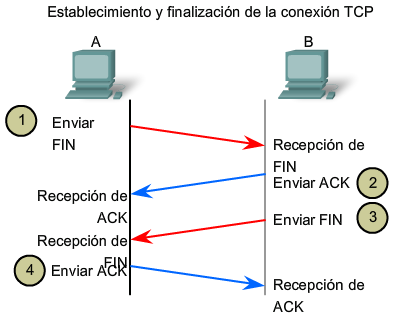 Establecimiento y finalización de la conexión TCP
A
B
1
Enviar
FIN
Recepción de
FIN
Enviar ACK
2
Recepción de
ACK
Enviar FIN
3
Recepción de
FIN
4
Enviar ACK
Recepción de
ACK